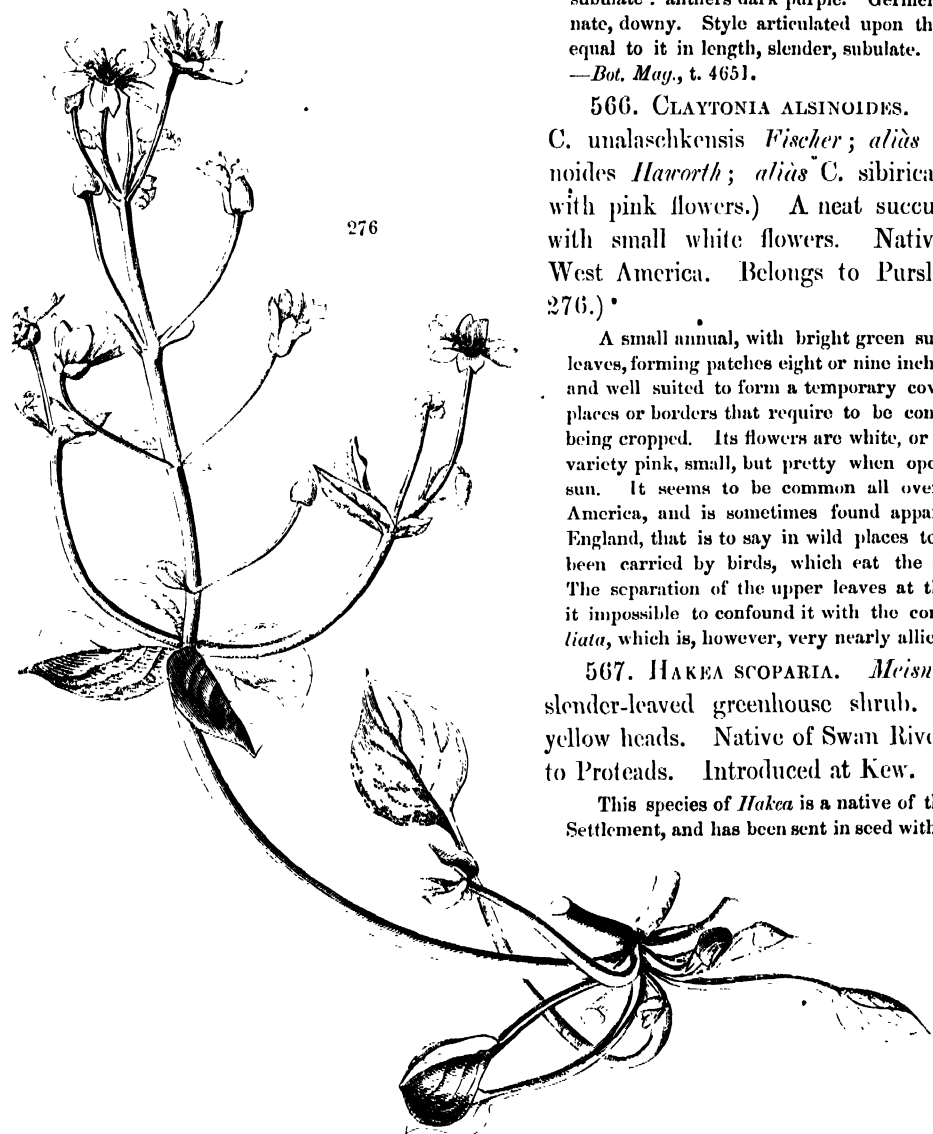 subulate : anthers dark purple. Germen
nate, downy. Style articulated upon th
equal to it in length, slender, subulate.
—Bot. Mag., t. 4651.
566. CLAYTONIA ALSINOIDES.
C. unalaschkensis Fischer; aliàs
noides Haworth; aliàs C. sibirica
with pink flowers.) A neat succu
with small white flowers. Nativ
West America. Belongs to Pursl
276.)
276
A small annual, with bright green su
leaves, forming patches eight or nine inch
and well suited to form a temporary cov
places or borders that require to be con
being cropped. Its flowers are white, or
variety pink, small, but pretty when ope
sun. It seems to be common all over
America, and is sometimes found appar
England, that is to say in wild places to
been carried by birds, which eat the
The separation of the upper leaves at t
it impossible to confound it with the con
liata, which is, however, very nearly allie
567. HAKEA SCOPARIA. Meisn
slender-leaved greenhouse shrub.
yellow heads. Native of Swan Rive
to Proteads. Introduced at Kew.
This species of Hakea is a native of t
Settlement, and has been sent in seed with